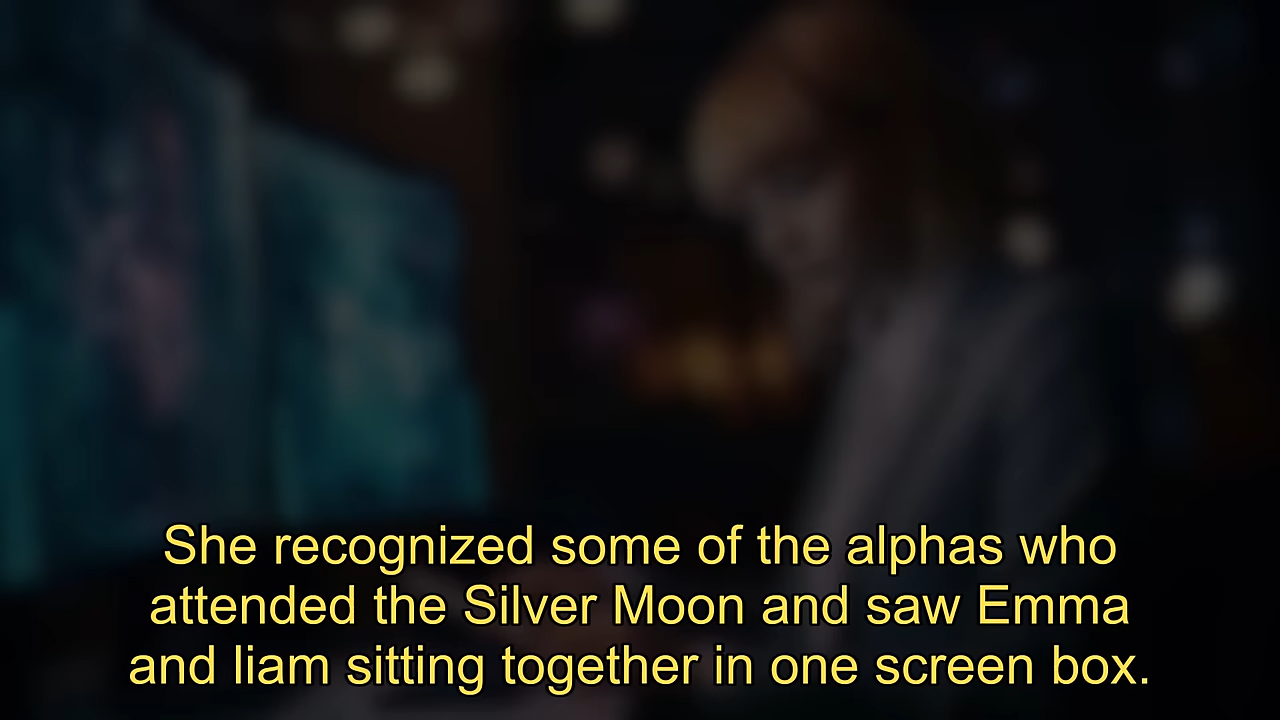 She recognized some of the alphas who
attended the Silver Moon and saw Emma
and liam sitting together in one screen box.